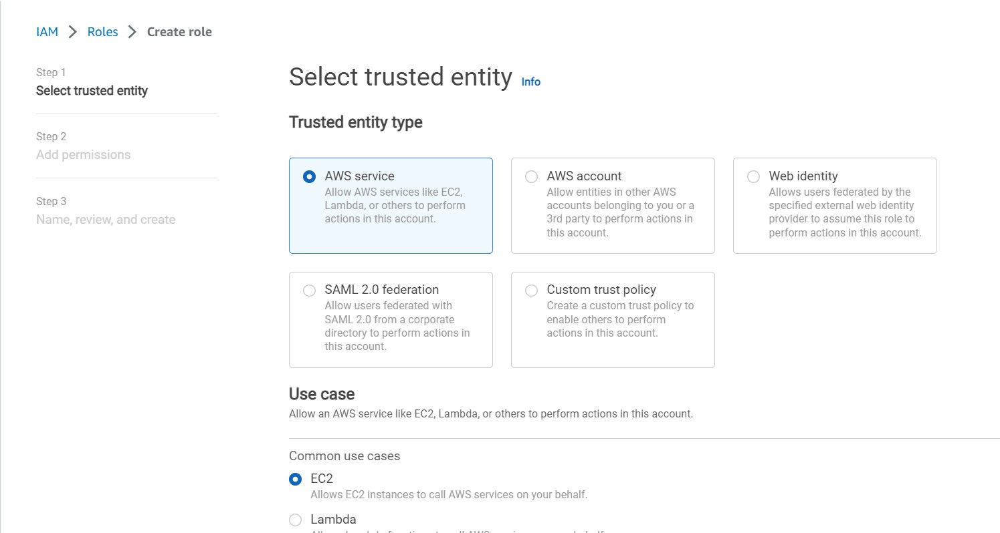 IAM > Roles > Create role
Step 1
Select trusted entity
Step 2
Add permissions
Step 3
Name, review, and create
Select trusted entity Info
Trusted entity type
AWS service
Allow AWS services like EC2,
Lambda, or others to perform
actions in this account.
AWS account
Allow entities in other AWS
accounts belonging to you or a
3rd party to perform actions in
this account.
Web identity
Allows users federated by the
specified external web identity
provider to assume this role to
perform actions in this account.
SAML 2.0 federation
Allow users federated with
SAML 2.0 from a corporate
directory to perform actions in
this account.
Custom trust policy
Create a custom trust policy to
enable others to perform
actions in this account.
Use case
Allow an AWS service like EC2, Lambda, or others to perform actions in this account.
Common use cases
EC2
Allows EC2 instances to call AWS services on your behalf.
Lambda